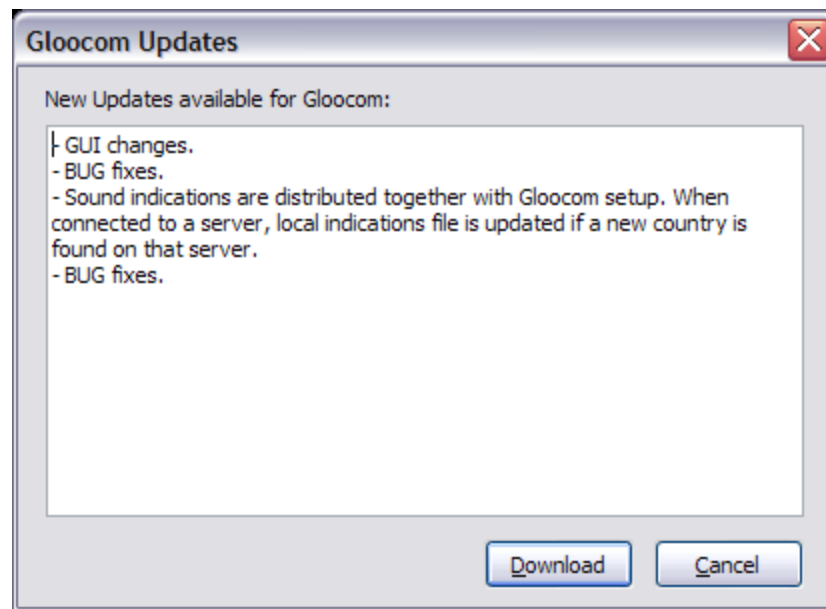 Gloocom Updates
New Updates available for Gloocom:
- GUI changes.
- BUG fixes.
- Sound indications are distributed together with Gloocom setup. When
connected to a server, local indications file is updated if a new country is
found on that server.
- BUG fixes.
Download Cancel